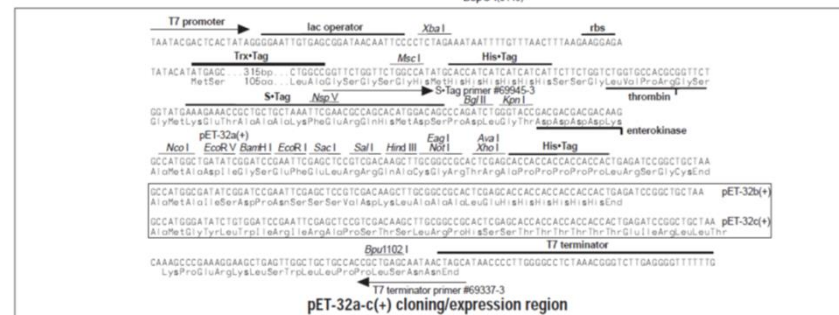 T7 promoter lac operator Xba I rbs
TAATACGACTCACTATAGGGGAATTGTGAGCGGATAACAATTCCCCTCTAGAAATAATTTTGTTTAACTTTAAGAAGGAGA
Trx•Tag Msc I His•Tag
TATACATATGAGC...315bp...CTGGCCGGTTCTGGTTCTGGCCATATGCACCATCATCATCATCATTCTTCTGGTCTGGTGCCACGCGGTTCT
MetSer 105aa LeuAlaGlySerGlySerGlyHisMetHisHisHisHisHisHisSerSerGlyLeuValProArgGlySer
S•Tag Nsp V S•Tag primer #69945-3 Bgl II Kpn I thrombin
GGTATGAAAGAAACCGCTGCTGCTAAATTCGAACGCCAGCACATGGACAGCCCAGATCTGGGTACCGACGACGACGACAAG
GlyMetLysGluThrAlaAlaAlaLysPheGluArgGlnHisMetAspSerProAspLeuGlyThrAspAspAspAspLys
enterokinase
pET-32a(+)
Nco I EcoR V BamH I EcoR I Sac I Sal I Hind III Eag I Not I Ava I Xho I His•Tag
GCCATGGCTGATATCGGATCCGAATTCGAGCTCCGTCGACAAGCTTGCGGCCGCACTCGAGCACCACCACCACCACCACTGAGATCCGGCTGCTAA
AlaMetAlaAspIleGlySerGluPheGluLeuArgArgGlnAlaCysGlyArgThrArgAlaProProProProProProLeuArgSerGlyCysEnd
GCCATGGCGATATCGGATCCGAATTCGAGCTCCGTCGACAAGCTTGCGGCCGCACTCGAGCACCACCACCACCACCACTGAGATCCGGCTGCTAA pET-32b(+)
AlaMetAlaIleSerAspProAsnSerSerSerValAspLysLeuAlaAlaAlaLeuGluHisHisHisHisHisHisEnd
GCCATGGGATATCTGTGGATCCGAATTCGAGCTCCGTCGACAAGCTTGCGGCCGCACTCGAGCACCACCACCACCACCACTGAGATCCGGCTGCTAA pET-32c(+)
AlaMetGlyTyrLeuTrpIleArgIleArgAlaProSerThrSerLeuArgProHisSerSerThrThrThrThrThrThrGluIleArgLeuLeuThr
Bpu1102 I T7 terminator
CAAAGCCCGAAAGGAAGCTGAGTTGGCTGCTGCCACCGCTGAGCAATAACTAGCATAACCCCTTGGGGCCTCTAAACGGGTCTTGAGGGGTTTTTTG
LysProGluArgLysLeuSerTrpLeuLeuProProLeuSerAsnAsnEnd
T7 terminator primer #69337-3
pET-32a-c(+) cloning/expression region